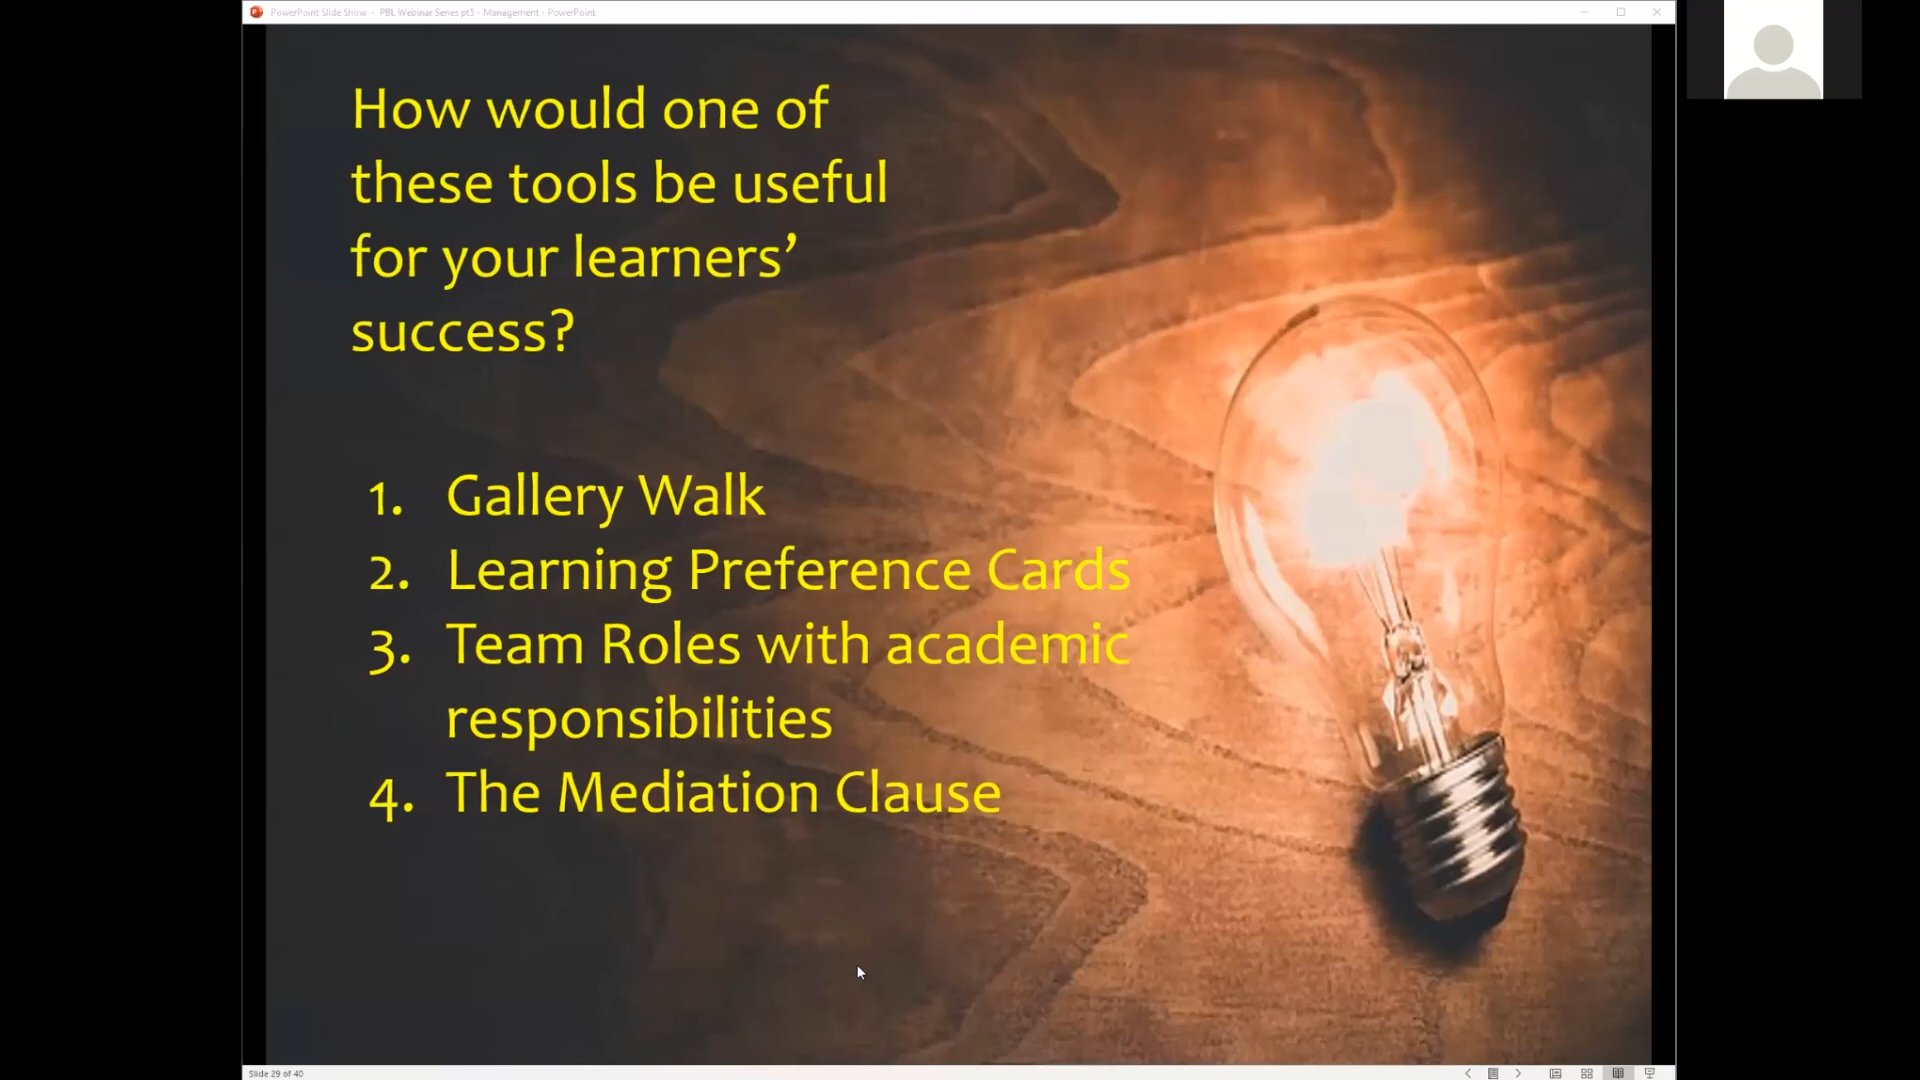 PowerPoint Slide Show - PBL Webinar Series pt5 - Management - PowerPoint
How would one of
these tools be useful
for your learners’
success?
1. Gallery Walk
2. Learning Preference Cards
3. Team Roles with academic
responsibilities
4. The Mediation Clause
Slide 29 of 40